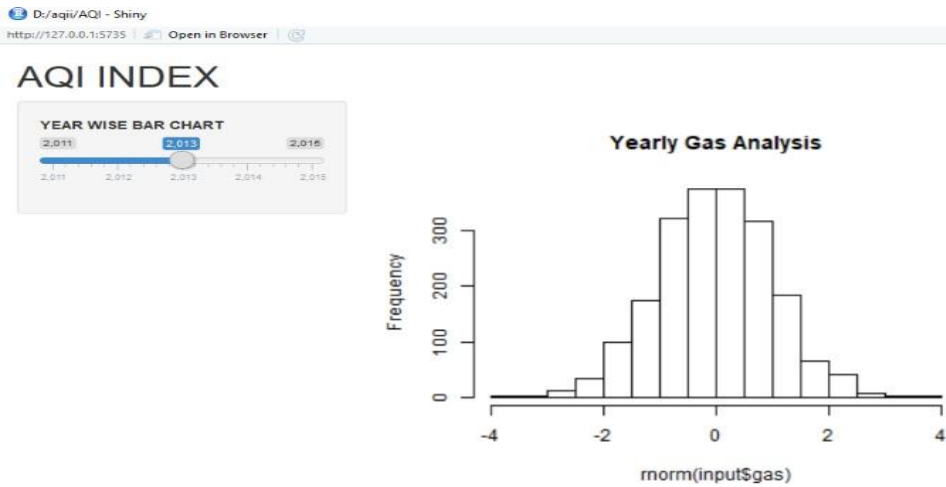 D:/aqii/AQI - Shiny
http://127.0.0.1:5735 Open in Browser
AQI INDEX
YEAR WISE BAR CHART
2,011 2,013 2,015
2,011 2,012 2,013 2,014 2,015
Yearly Gas Analysis
Frequency
0 100 200 300
-4 -2 0 2 4
rnorm(input$gas)